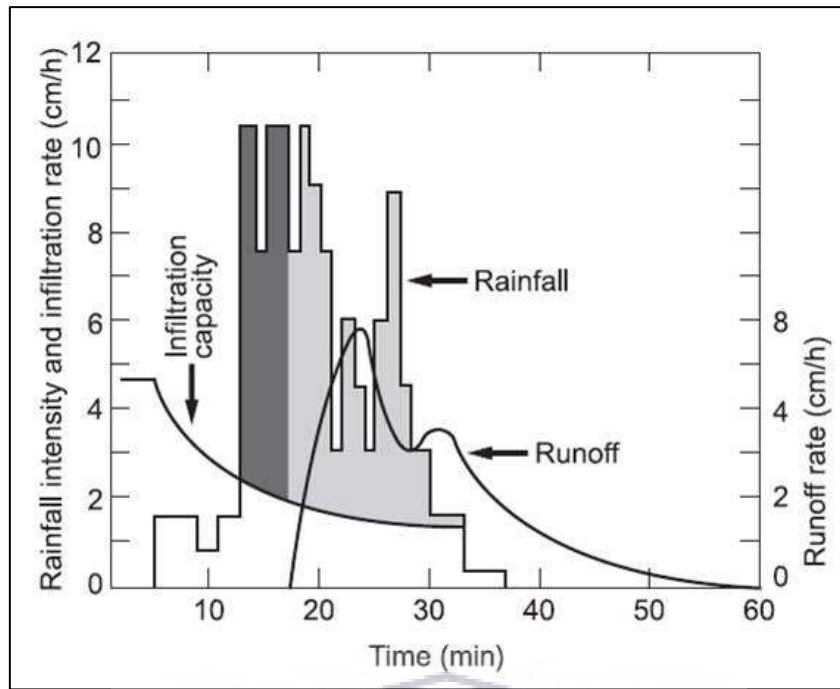 Rainfall intensity and infiltration rate (cm/h)
12
10
8
6
4
2
0
Infiltration
capacity
Rainfall
Runoff
8
4
2
0
Runoff rate (cm/h)
10 20 30 40 50 60
Time (min)